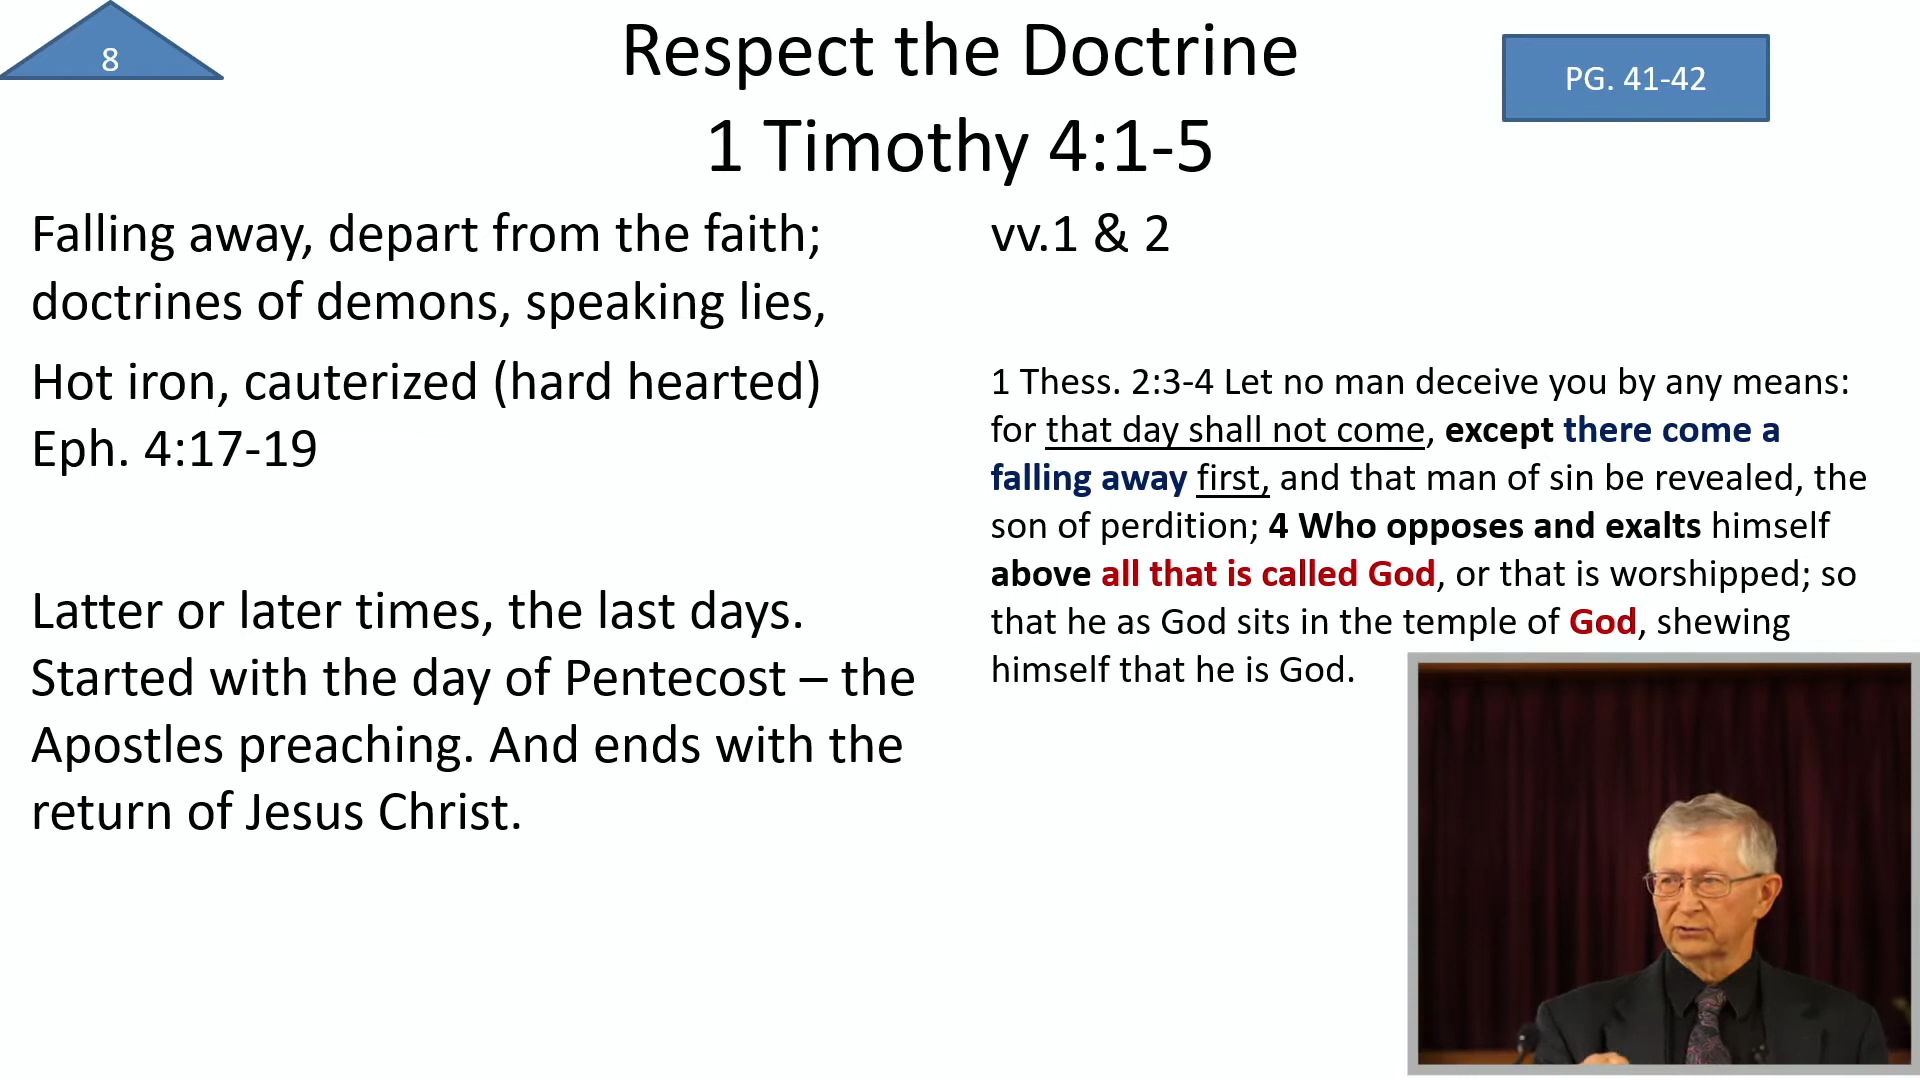 8
Respect the Doctrine
1 Timothy 4:1-5
PG. 41-42
Falling away, depart from the faith;
doctrines of demons, speaking lies,
Hot iron, cauterized (hard hearted)
Eph. 4:17-19
Latter or later times, the last days.
Started with the day of Pentecost – the
Apostles preaching. And ends with the
return of Jesus Christ.
vv.1 & 2
1 Thess. 2:3-4 Let no man deceive you by any means:
for that day shall not come, except there come a
falling away first, and that man of sin be revealed, the
son of perdition; 4 Who opposes and exalts himself
above all that is called God, or that is worshipped; so
that he as God sits in the temple of God, shewing
himself that he is God.